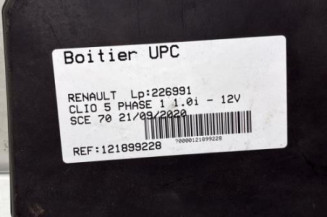 Boitier UPC
RENAULT Lp:226991
CLIO 5 PHASE 1 1.0i - 12V
SCE 70 21/09/2020
REF:121899228
?0000121899228